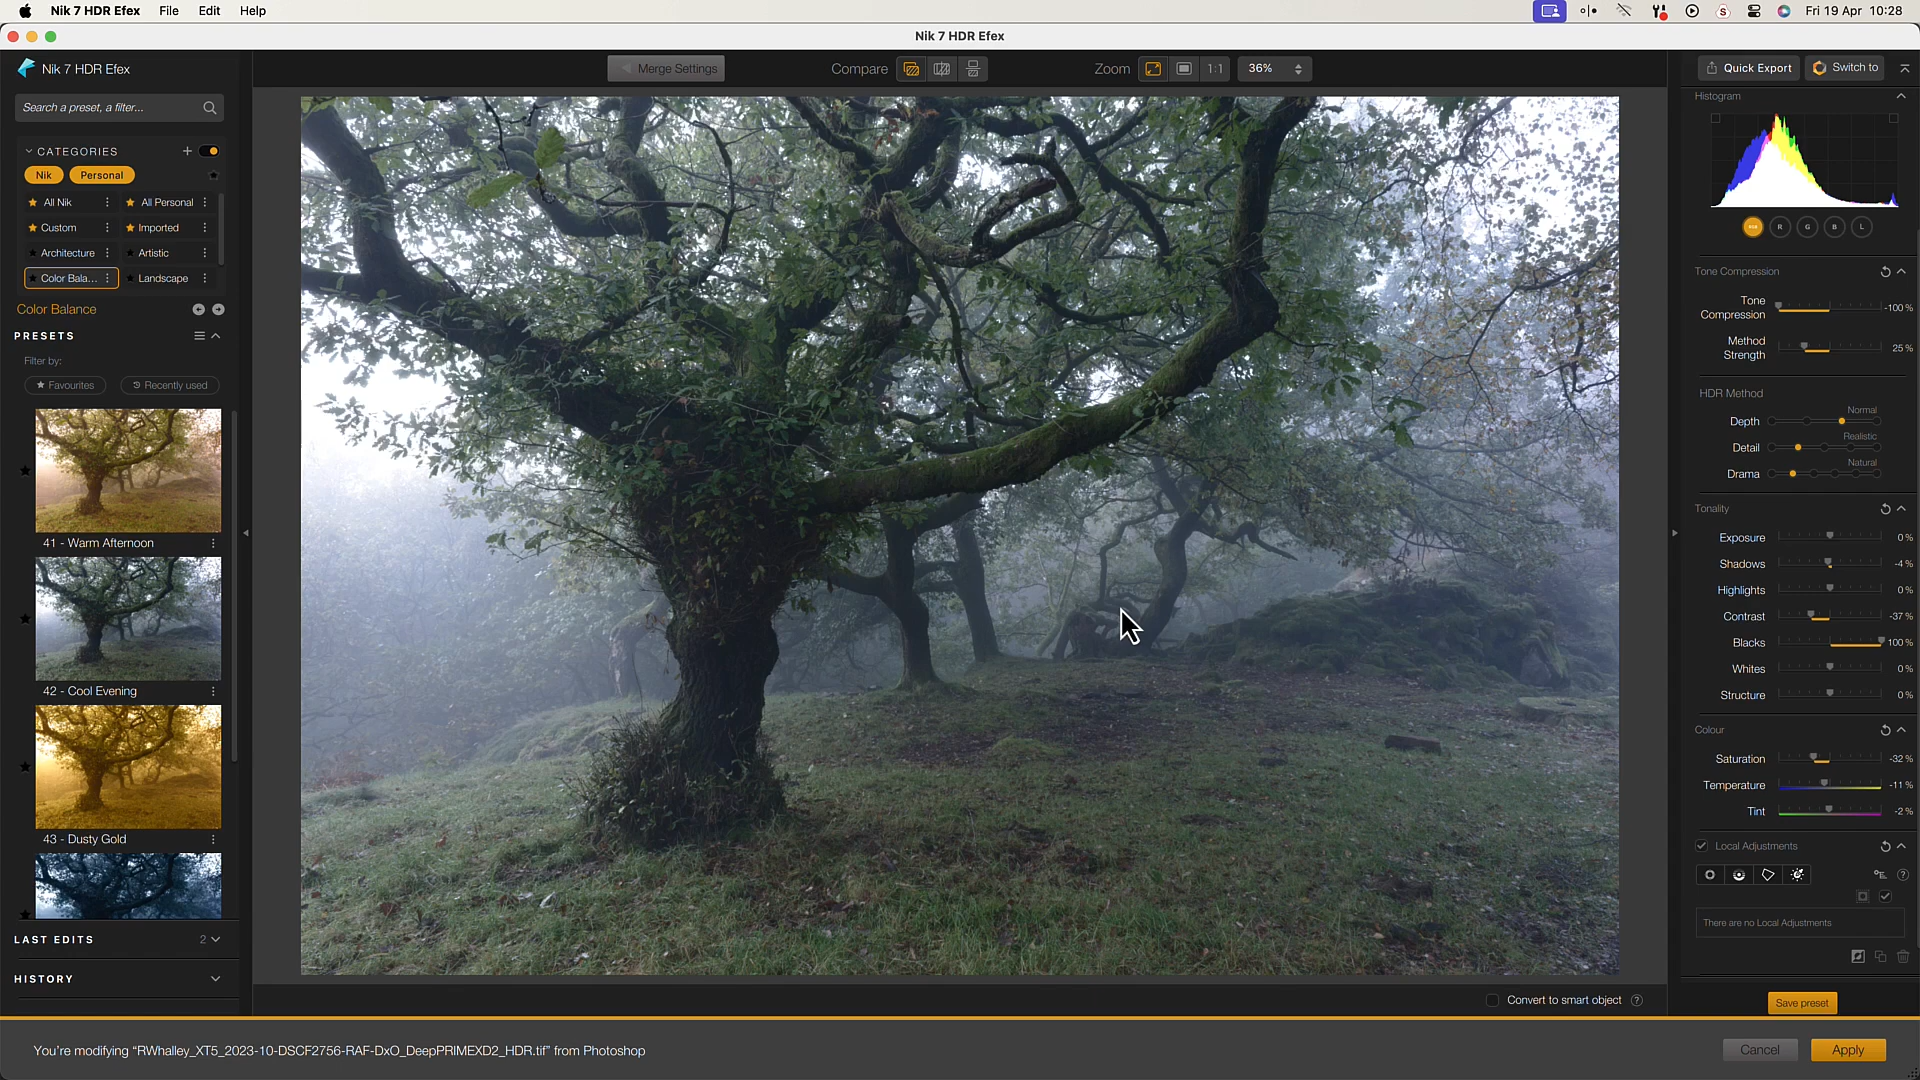 Nik 7 HDR Efex File Edit Help
S
Fri 19 Apr 10:28
Nik 7 HDR Efex
Nik 7 HDR Efex
Search a preset, a filter...
CATEGORIES
Nik
Personal
All Nik
All Personal
Custom
Imported
Architecture
Artistic
Color Bala...
Landscape
Color Balance
PRESETS
Filter by:
Favourites
Recently used
41 - Warm Afternoon
42 - Cool Evening
43 - Dusty Gold
LAST EDITS 2
HISTORY
Merge Settings
Compare
Zoom
1:1
36%
Quick Export
Switch to
Histogram
RGB R G B L
Tone Compression
Tone Compression -100 %
Method Strength 25 %
HDR Method
Normal
Depth
Realistic
Detail
Natural
Drama
Tonality
Exposure 0 %
Shadows -4 %
Highlights 0 %
Contrast -37 %
Blacks 100 %
Whites 0 %
Structure 0 %
Colour
Saturation -32 %
Temperature -11 %
Tint -2 %
Local Adjustments
?
There are no Local Adjustments
Convert to smart object ?
Save preset
You're modifying "RWhalley_XT5_2023-10-DSCF2756-RAF-DxO_DeepPRIMEXD2_HDR.tif" from Photoshop
Cancel
Apply